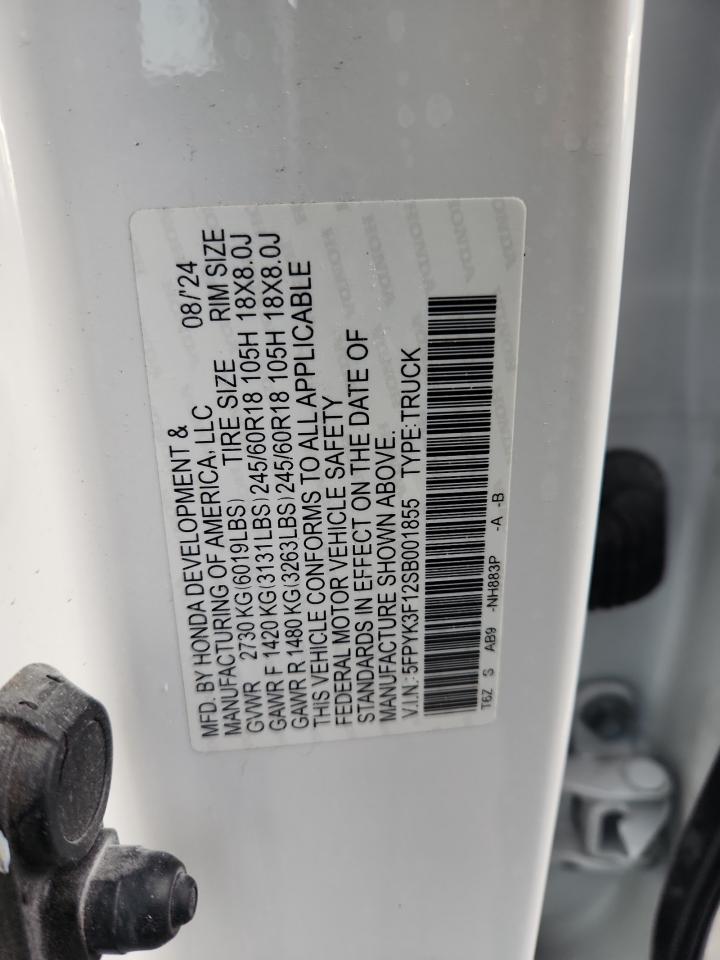 MFD. BY HONDA DEVELOPMENT &
MANUFACTURING OF AMERICA, LLC 08/'24
GVWR 2730 KG(6019LBS) TIRE SIZE RIM SIZE
GAWR F 1420 KG(3131LBS) 245/60R18 105H 18X8.0J
GAWR R 1480 KG(3263LBS) 245/60R18 105H 18X8.0J
THIS VEHICLE CONFORMS TO ALL APPLICABLE
FEDERAL MOTOR VEHICLE SAFETY
STANDARDS IN EFFECT ON THE DATE OF
MANUFACTURE SHOWN ABOVE.
V.I.N.: 5FPYK3F12SB001855 TYPE: TRUCK
T6Z S AB9 -NH883P -A -B